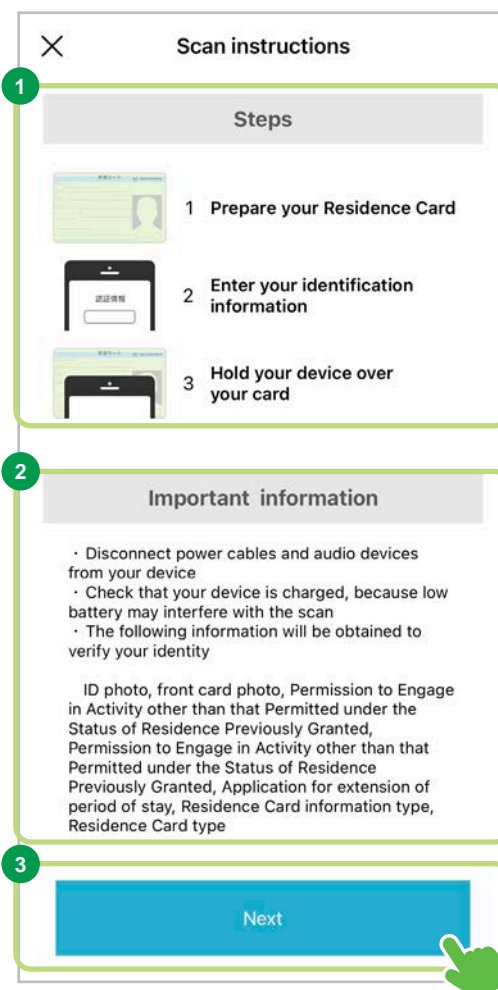 Scan instructions
1
Steps
1 Prepare your Residence Card
認証情報
2 Enter your identification
information
3 Hold your device over
your card
2
Important information
・Disconnect power cables and audio devices
from your device
・Check that your device is charged, because low
battery may interfere with the scan
・The following information will be obtained to
verify your identity
ID photo, front card photo, Permission to Engage
in Activity other than that Permitted under the
Status of Residence Previously Granted,
Permission to Engage in Activity other than that
Permitted under the Status of Residence
Previously Granted, Application for extension of
period of stay, Residence Card information type,
Residence Card type
3
Next